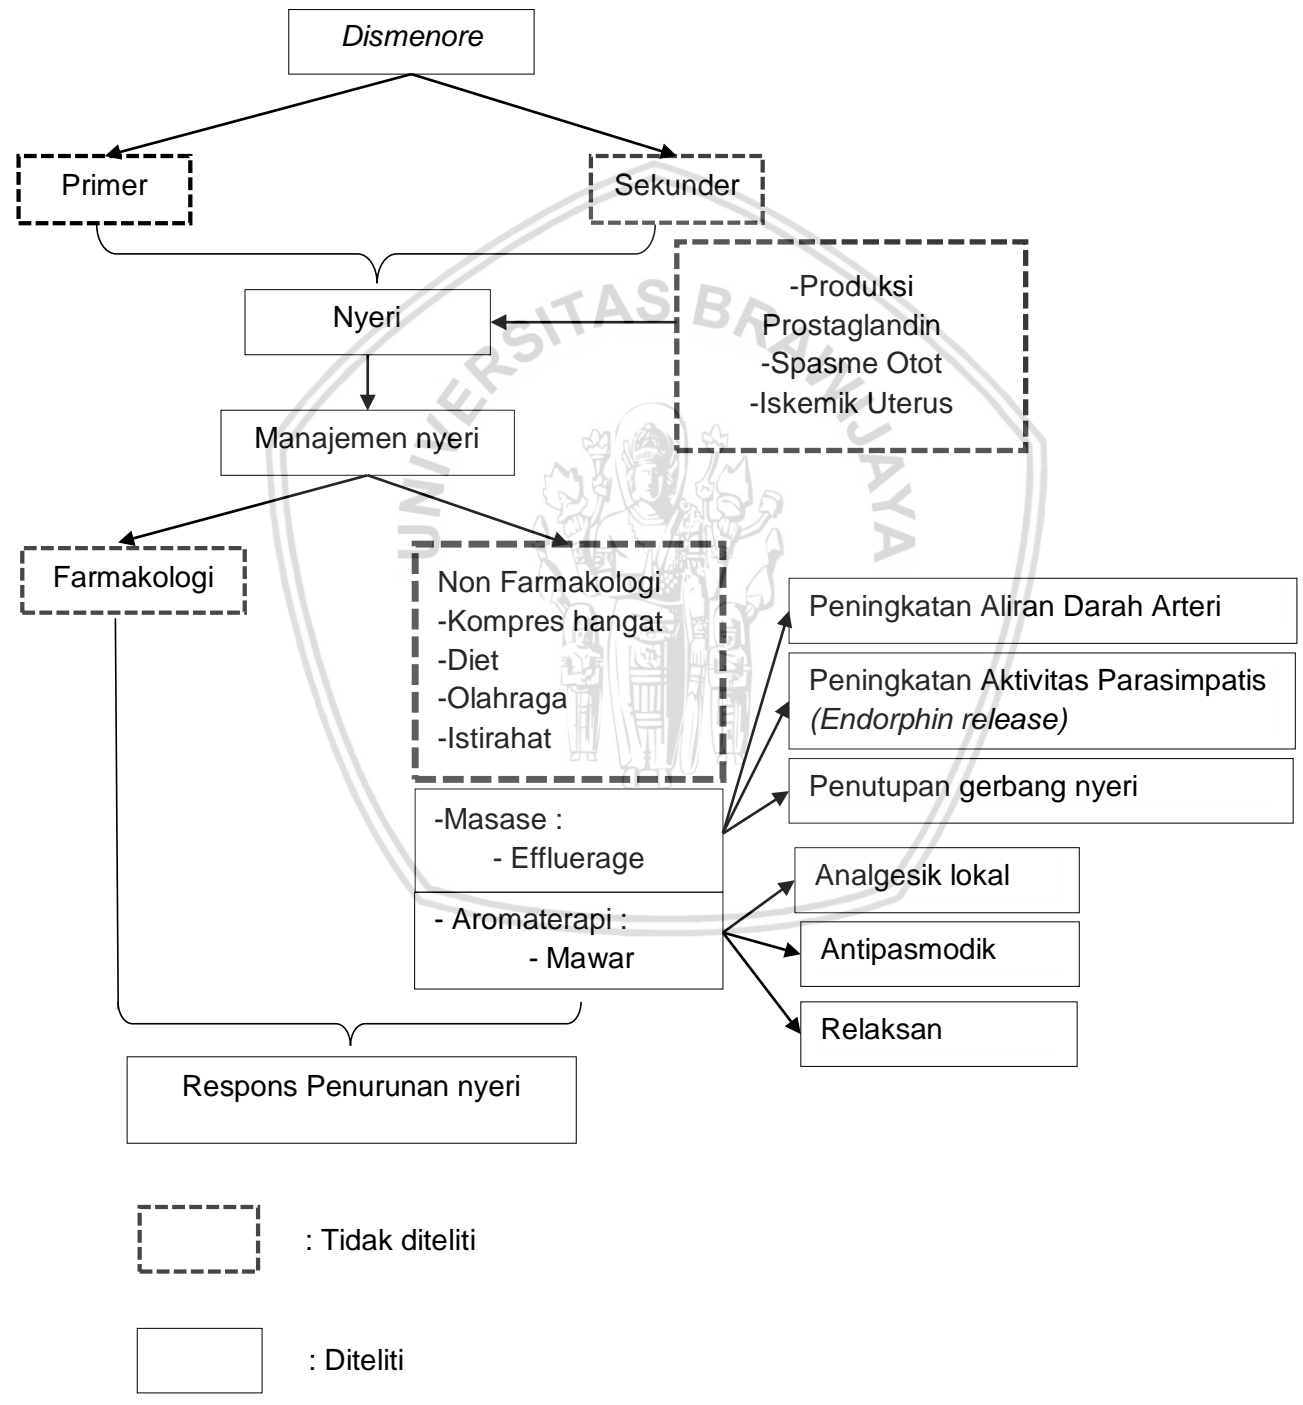 Dismenore
Primer
Sekunder
-Produksi
Prostaglandin
-Spasme Otot
-Iskemik Uterus
Nyeri
Manajemen nyeri
Farmakologi
Non Farmakologi
-Kompres hangat
-Diet
-Olahraga
-Istirahat
Peningkatan Aliran Darah Arteri
Peningkatan Aktivitas Parasimpatis
(Endorphin release)
Penutupan gerbang nyeri
-Masase :
- Effluerage
- Aromaterapi :
- Mawar
Analgesik lokal
Antipasmodik
Relaksan
Respons Penurunan nyeri
: Tidak diteliti
: Diteliti
UNIVERSITAS BRAWIJAYA